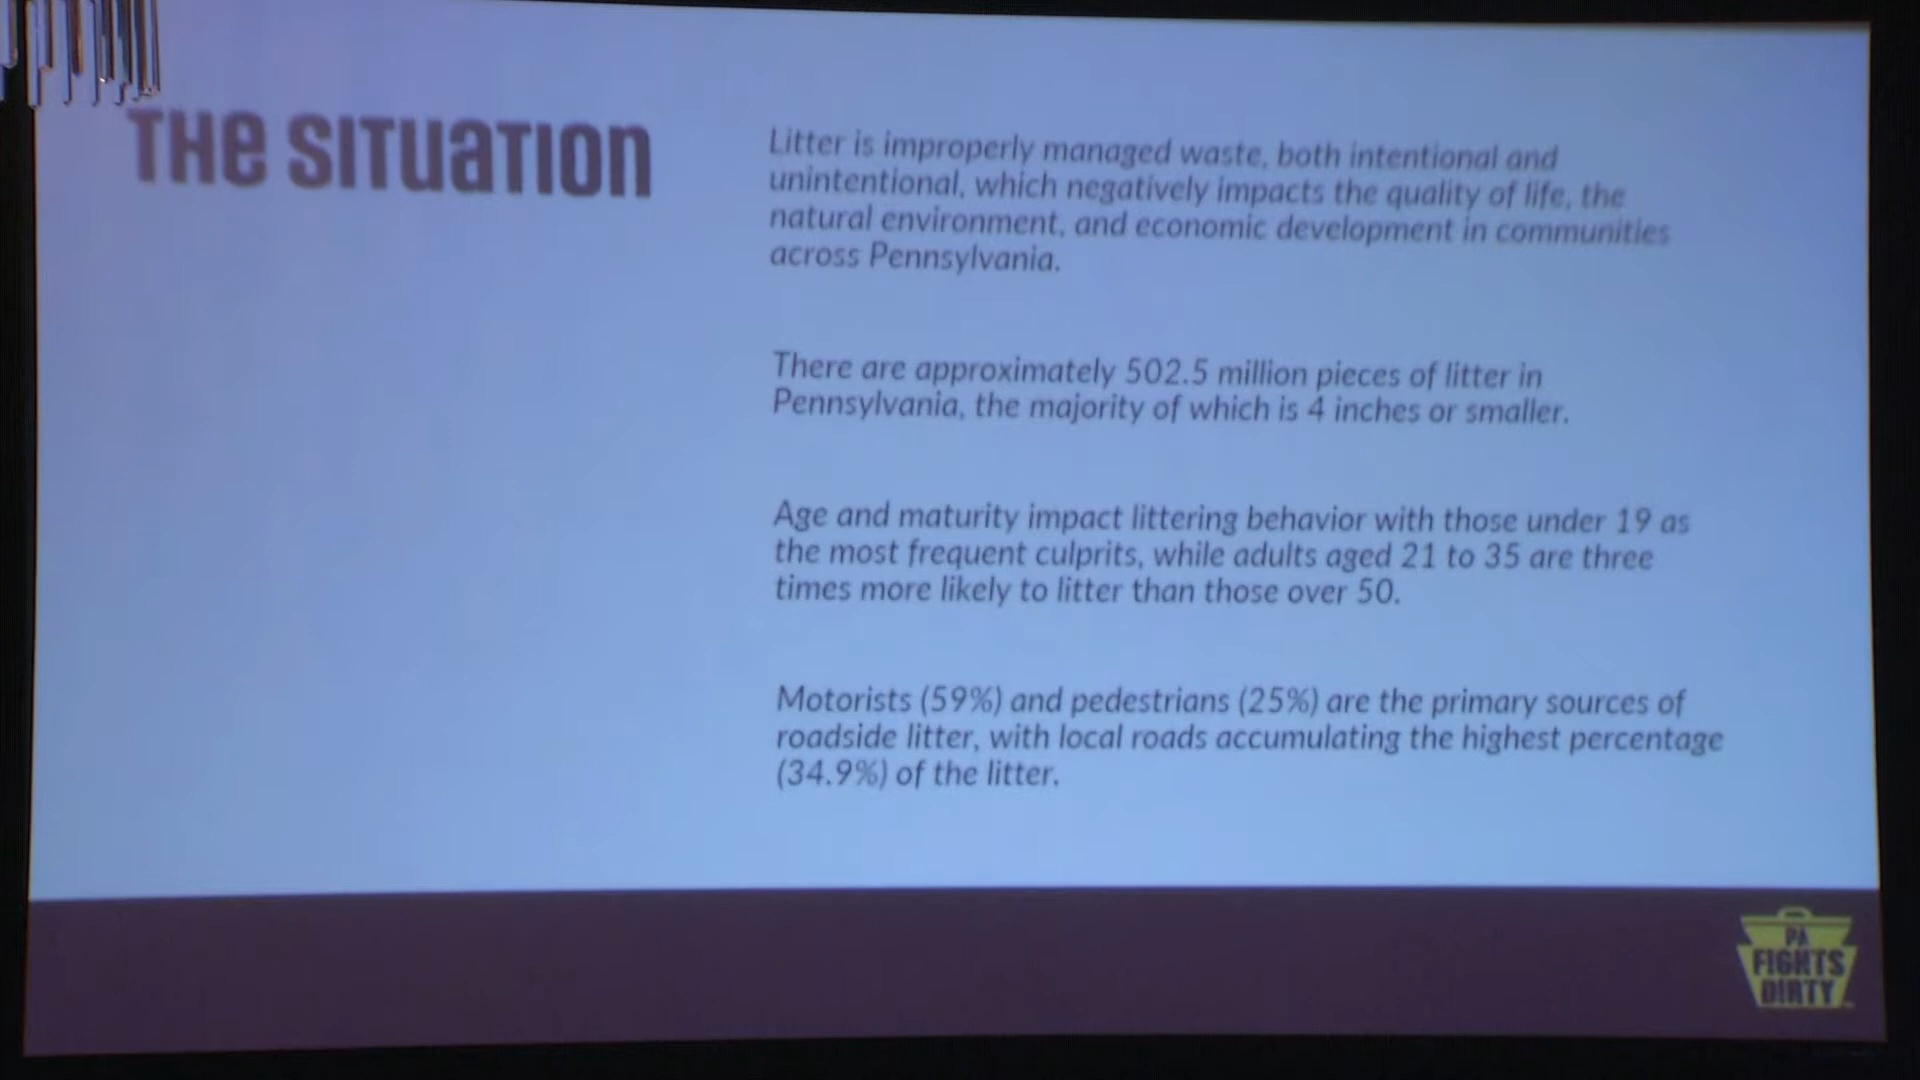 THE SITUATION
Litter is improperly managed waste, both intentional and
unintentional, which negatively impacts the quality of life, the
natural environment, and economic development in communities
across Pennsylvania.
There are approximately 502.5 million pieces of litter in
Pennsylvania, the majority of which is 4 inches or smaller.
Age and maturity impact littering behavior with those under 19 as
the most frequent culprits, while adults aged 21 to 35 are three
times more likely to litter than those over 50.
Motorists (59%) and pedestrians (25%) are the primary sources of
roadside litter, with local roads accumulating the highest percentage
(34.9%) of the litter.
PA
FIGHTS
DIRTY